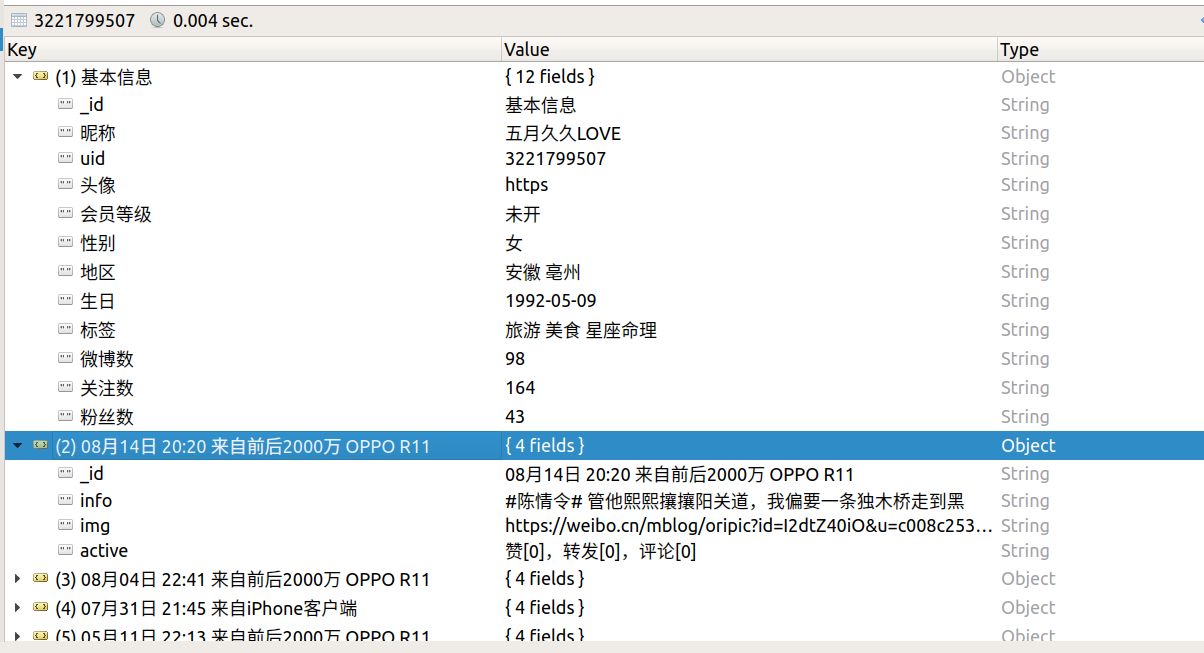 3221799507 0.004 sec.
Key Value Type
(1) 基本信息 { 12 fields } Object
_id 基本信息 String
昵称 五月久久LOVE String
uid 3221799507 String
头像 https String
会员等级 未开 String
性别 女 String
地区 安徽 亳州 String
生日 1992-05-09 String
标签 旅游 美食 星座命理 String
微博数 98 String
关注数 164 String
粉丝数 43 String
(2) 08月14日 20:20 来自前后2000万 OPPO R11 { 4 fields } Object
_id 08月14日 20:20 来自前后2000万 OPPO R11 String
info #陈情令# 管他熙熙攘攘阳关道，我偏要一条独木桥走到黑 String
img https://weibo.cn/mblog/oripic?id=I2dtZ40iO&u=c008c253... String
active 赞[0]，转发[0]，评论[0] String
(3) 08月04日 22:41 来自前后2000万 OPPO R11 { 4 fields } Object
(4) 07月31日 21:45 来自iPhone客户端 { 4 fields } Object
(5) 05月11日 22:13 来自前后2000万 OPPO R11 { 4 fields } Object